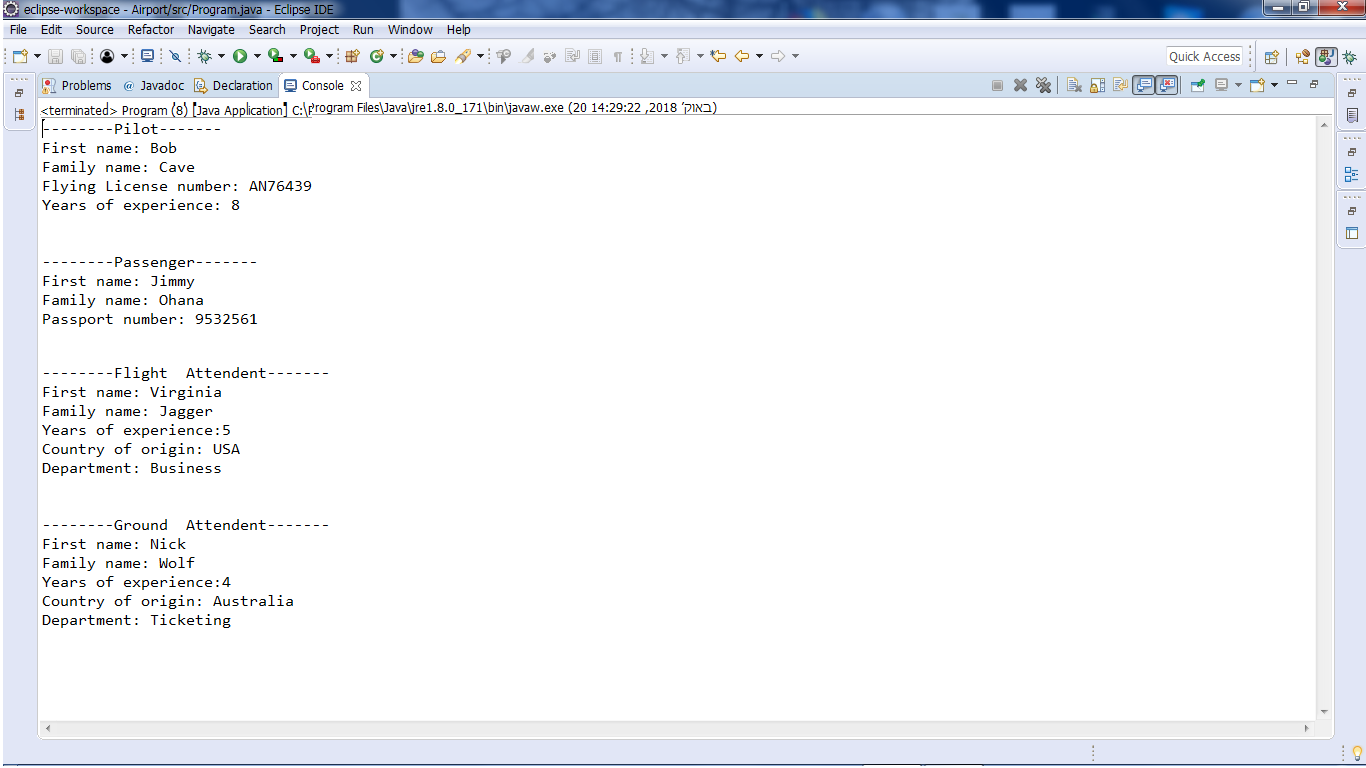 eclipse-workspace - Airport/src/Program.java - Eclipse IDE
File Edit Source Refactor Navigate Search Project Run Window Help
Quick Access
Problems @ Javadoc Declaration Console
<terminated> Program (8) [Java Application] C:\Program Files\Java\jre1.8.0_171\bin\javaw.exe (20 באוק׳ 2018, 14:29:22)
--------Pilot-------
First name: Bob
Family name: Cave
Flying License number: AN76439
Years of experience: 8
--------Passenger-------
First name: Jimmy
Family name: Ohana
Passport number: 9532561
--------Flight  Attendent-------
First name: Virginia
Family name: Jagger
Years of experience:5
Country of origin: USA
Department: Business
--------Ground  Attendent-------
First name: Nick
Family name: Wolf
Years of experience:4
Country of origin: Australia
Department: Ticketing